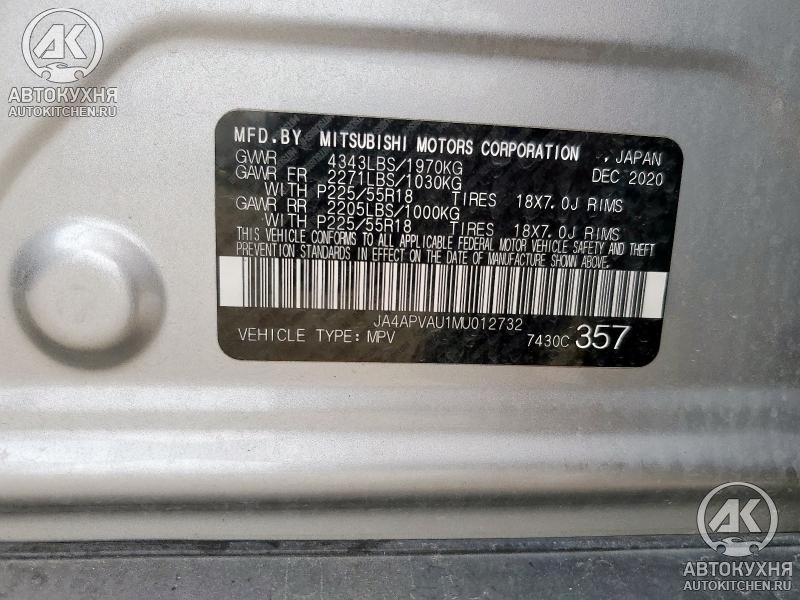 АК
АВТОКУХНЯ
AUTOKITCHEN.RU
MFD.BY MITSUBISHI MOTORS CORPORATION , JAPAN
GVWR 4343LBS/1970KG DEC 2020
GAWR FR 2271LBS/1030KG
WITH P225/55R18 TIRES 18X7.0J RIMS
GAWR RR 2205LBS/1000KG
WITH P225/55R18 TIRES 18X7.0J RIMS
THIS VEHICLE CONFORMS TO ALL APPLICABLE FEDERAL MOTOR VEHICLE SAFETY AND THEFT
PREVENTION STANDARDS IN EFFECT ON THE DATE OF MANUFACTURE SHOWN ABOVE.
JA4APVAU1MU012732
VEHICLE TYPE: MPV 7430C 357
АК
АВТОКУХНЯ
AUTOKITCHEN.RU